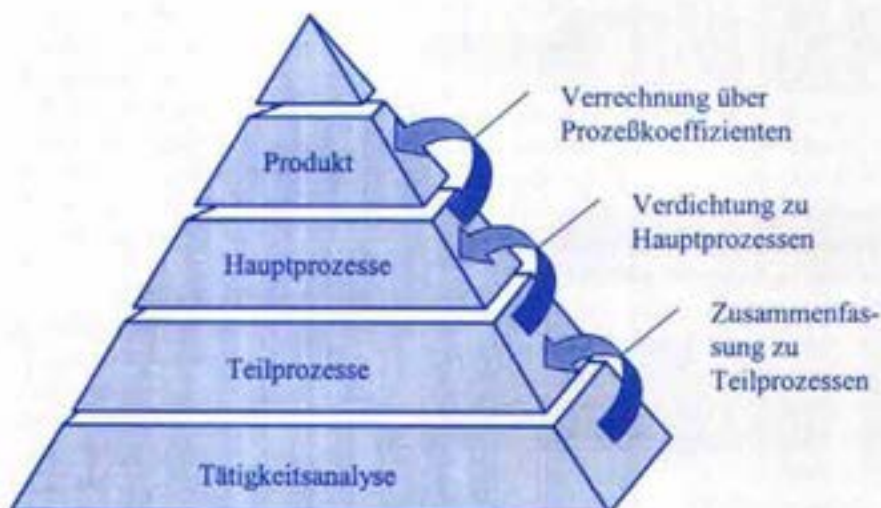 Verrechnung über
Prozeßkoeffizienten
Produkt
Verdichtung zu
Hauptprozessen
Hauptprozesse
Zusammenfas-
sung zu
Teilprozessen
Teilprozesse
Tätigkeitsanalyse